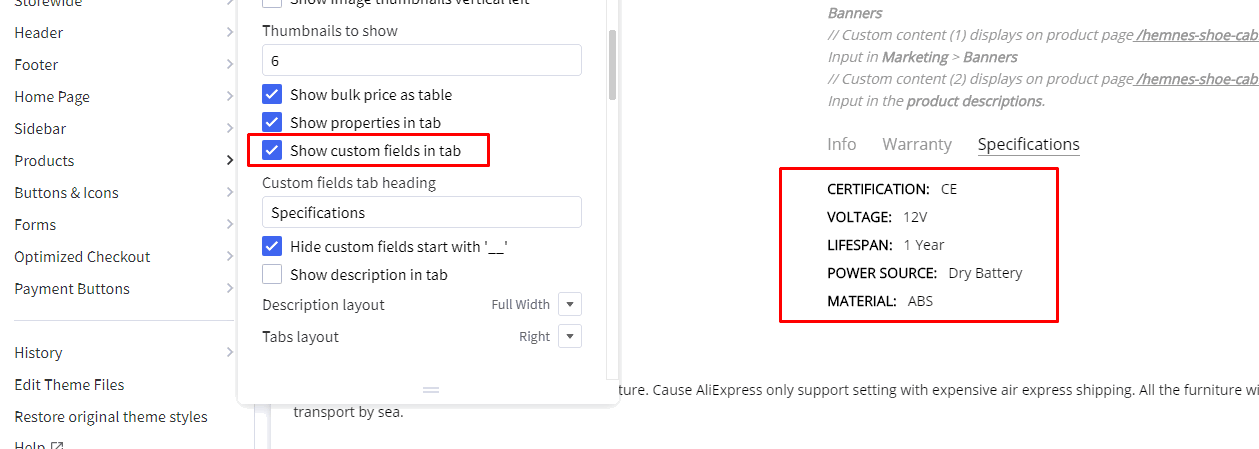 Storewide
Header
Footer
Home Page
Sidebar
Products
Buttons & Icons
Forms
Optimized Checkout
Payment Buttons
History
Edit Theme Files
Restore original theme styles
Help
Show image thumbnails vertical left
Thumbnails to show
6
Show bulk price as table
Show properties in tab
Show custom fields in tab
Custom fields tab heading
Specifications
Hide custom fields start with '__'
Show description in tab
Description layout Full Width
Tabs layout Right
Banners
// Custom content (1) displays on product page /hemnes-shoe-cab
Input in Marketing > Banners
// Custom content (2) displays on product page /hemnes-shoe-cab
Input in the product descriptions.
Info Warranty Specifications
CERTIFICATION: CE
VOLTAGE: 12V
LIFESPAN: 1 Year
POWER SOURCE: Dry Battery
MATERIAL: ABS
ture. Cause AliExpress only support setting with expensive air express shipping. All the furniture wi
transport by sea.